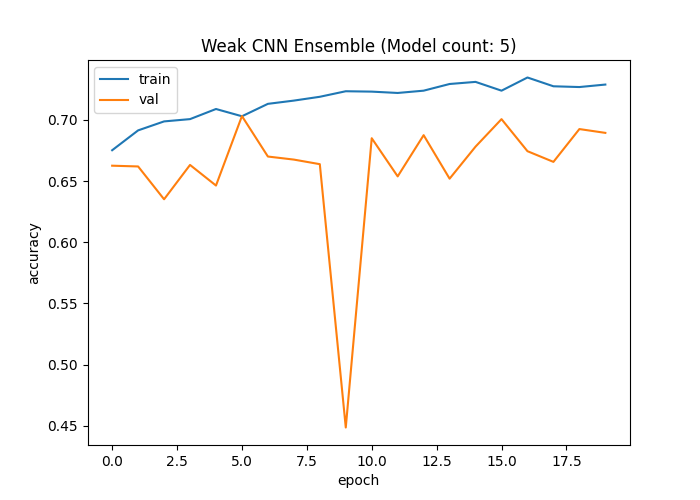 Weak CNN Ensemble (Model count: 5)
train
val
accuracy
0.70
0.65
0.60
0.55
0.50
0.45
0.0 2.5 5.0 7.5 10.0 12.5 15.0 17.5
epoch